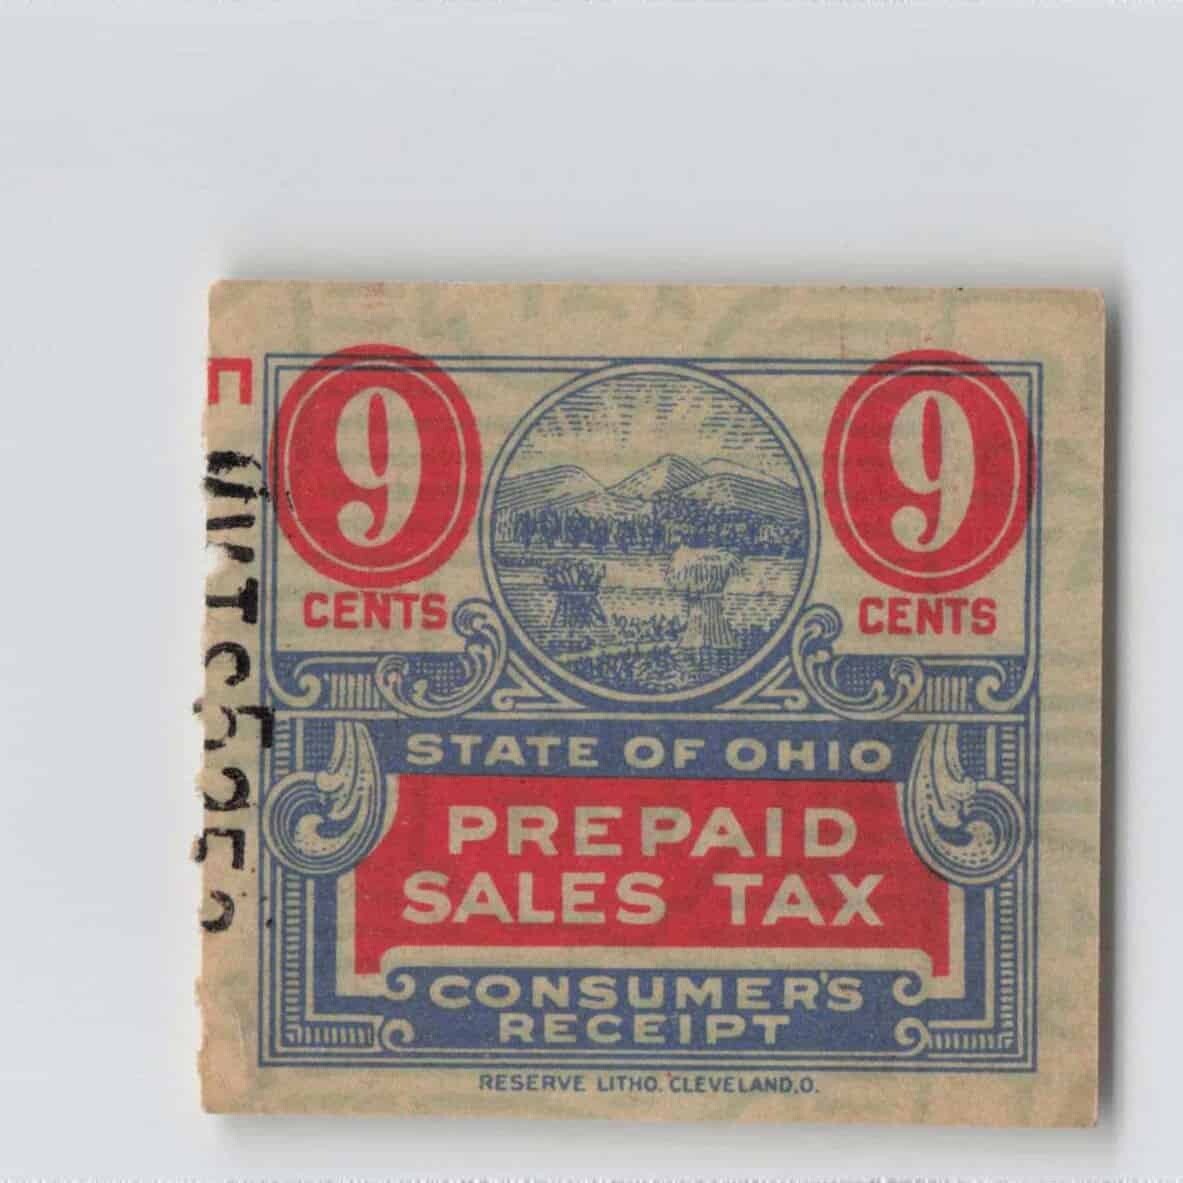 9 9
CENTS CENTS
STATE OF OHIO
PREPAID
SALES TAX
CONSUMER'S
RECEIPT
RESERVE LITHO. CLEVELAND,O.